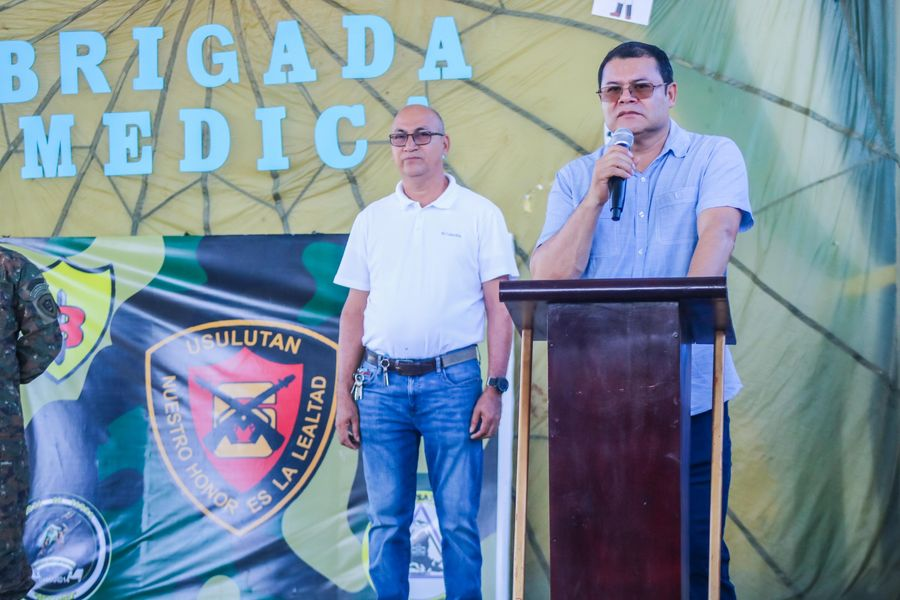 BRIGADA
MEDICA
USULUTAN
NUESTRO HONOR ES LA LEALTAD